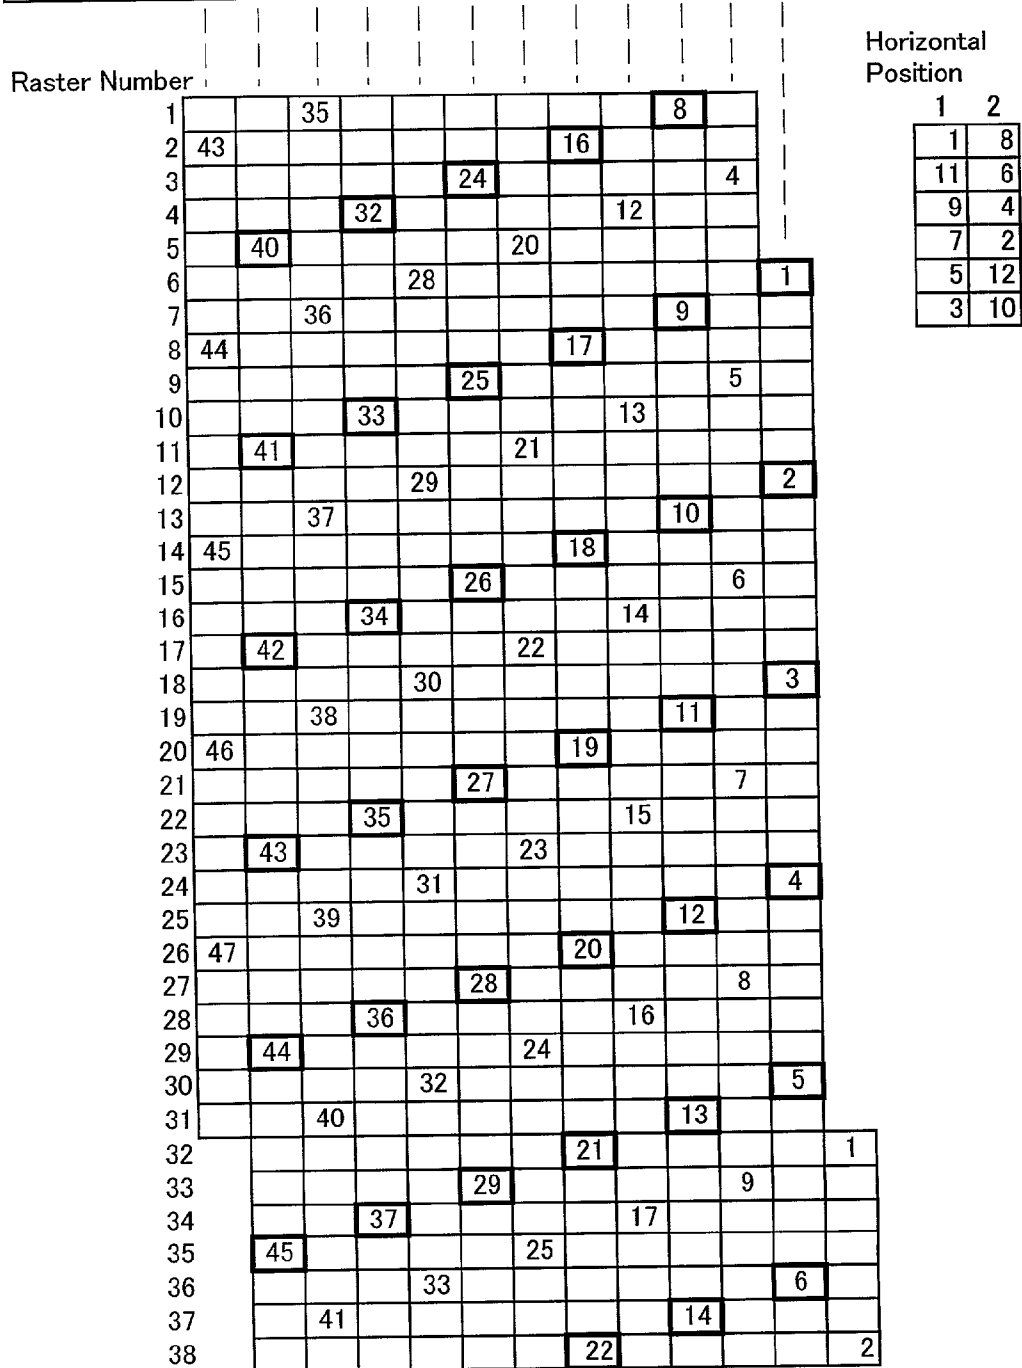 Horizontal
Raster Number Position
1 35 8 1 2
2 43 16 1 8
3 24 4 11 6
4 32 12 9 4
5 40 20 7 2
6 28 1 5 12
7 36 9 3 10
8 44 17
9 25 5
10 33 13
11 41 21
12 29 2
13 37 10
14 45 18
15 26 6
16 34 14
17 42 22
18 30 3
19 38 11
20 46 19
21 27 7
22 35 15
23 43 23
24 31 4
25 39 12
26 47 20
27 28 8
28 36 16
29 44 24
30 32 5
31 40 13
32 21 1
33 29 9
34 37 17
35 45 25
36 33 6
37 41 14
38 22 2